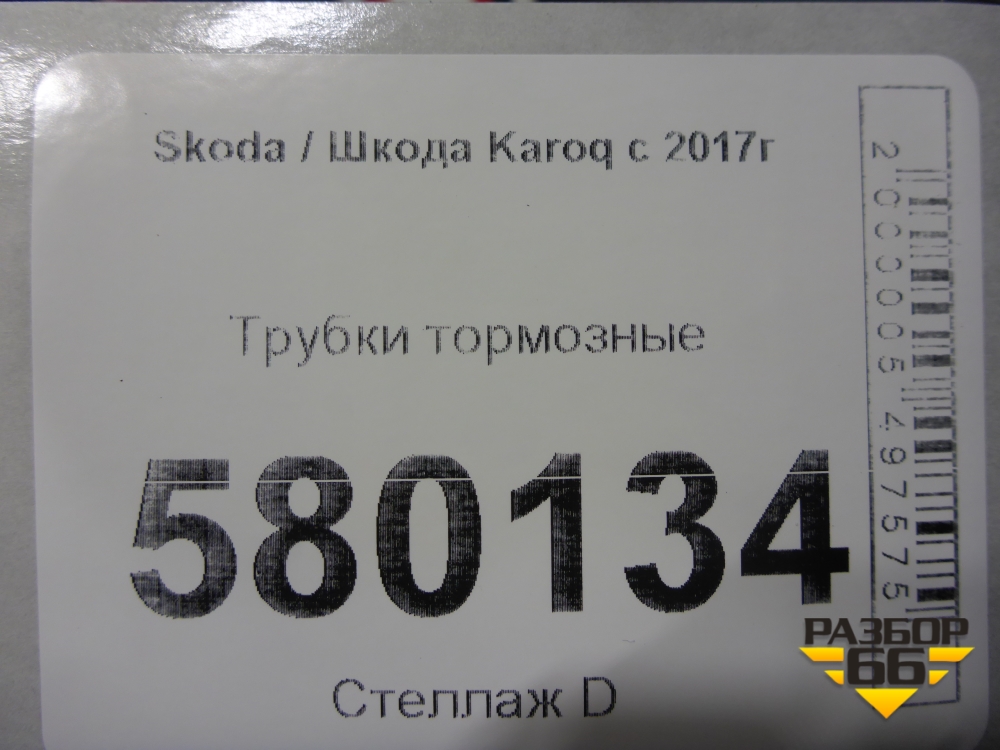 Skoda / Шкода Karoq с 2017г
Трубки тормозные
580134
Стеллаж D
2000005497575
РАЗБОР
66